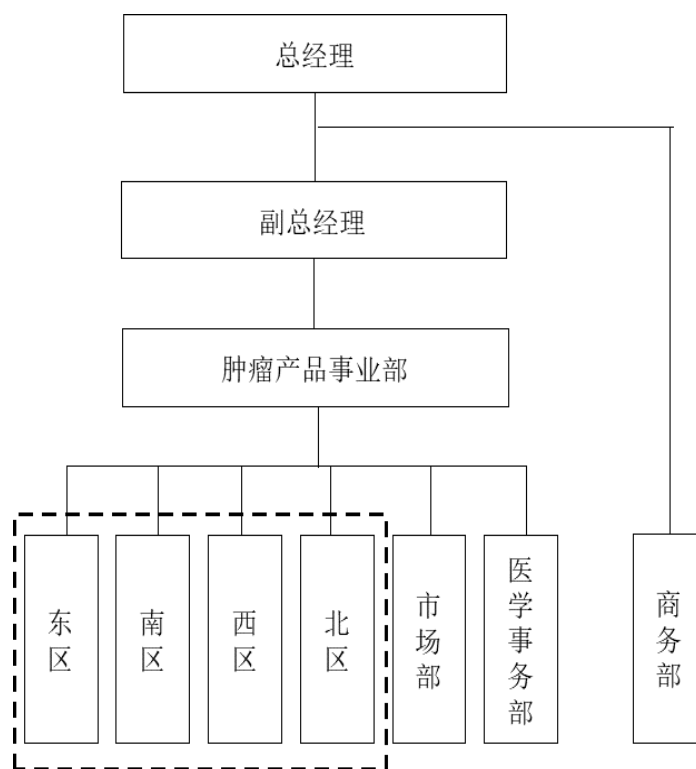 总经理
副总经理
肿瘤产品事业部
东区
南区
西区
北区
市场部
医学事务部
商务部